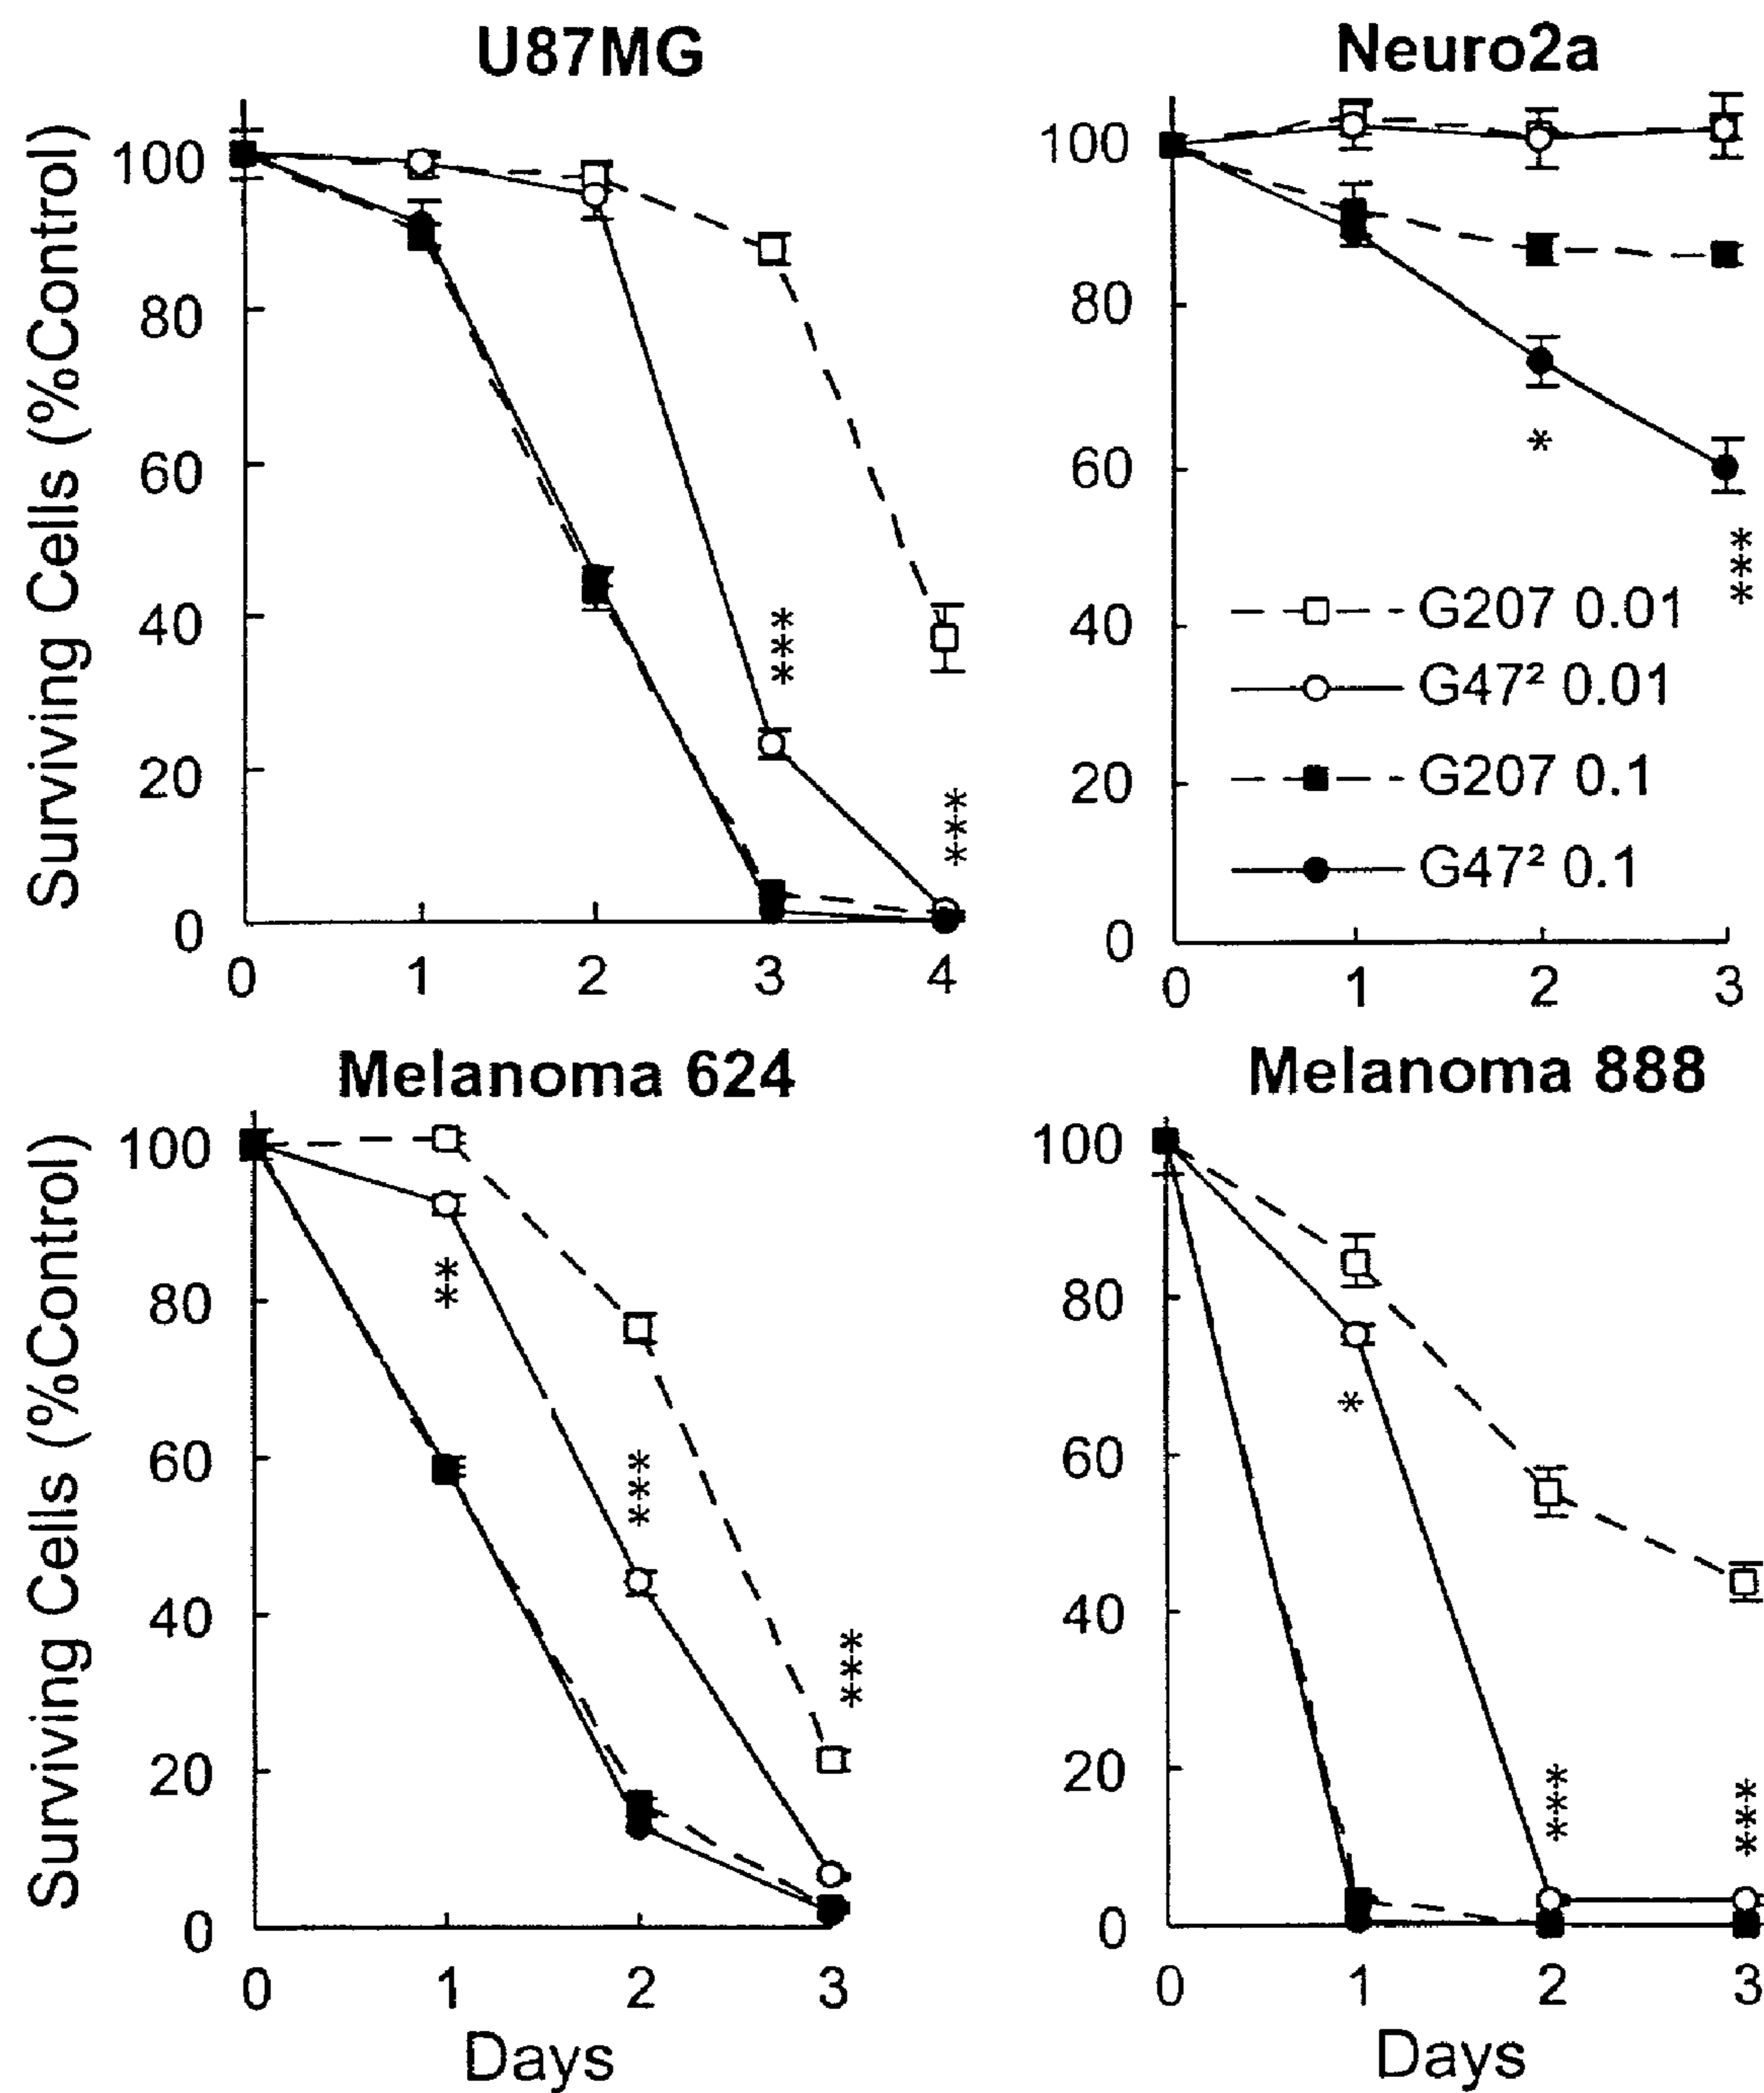 U87MG
Surviving Cells (%Control)
100
80
60
40
20
0
0 1 2 3 4
***
***
Neuro2a
100
80
60
40
20
0
0 1 2 3
*
***
G207 0.01
G47² 0.01
G207 0.1
G47² 0.1
Melanoma 624
Surviving Cells (%Control)
100
80
60
40
20
0
0 1 2 3
Days
**
***
***
Melanoma 888
100
80
60
40
20
0
0 1 2 3
Days
*
***
***